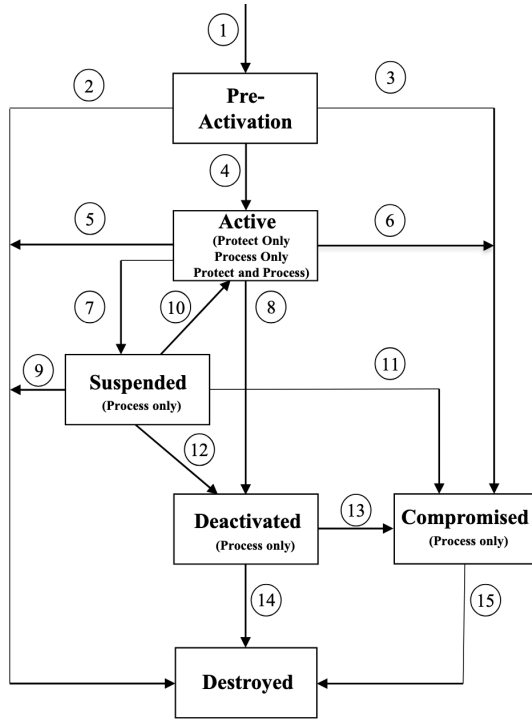 1
2
3
Pre-
Activation
4
5
Active
6
(Protect Only
Process Only
Protect and Process)
7
10
8
9
Suspended
(Process only)
11
12
Deactivated
(Process only)
13
Compromised
(Process only)
14
15
Destroyed